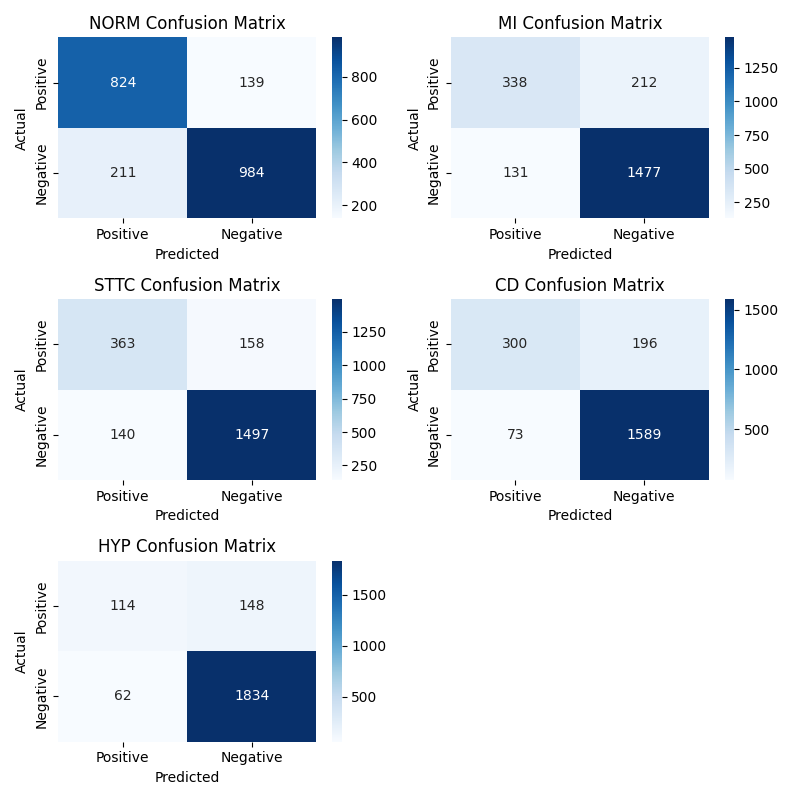 NORM Confusion Matrix
Actual
Positive
Negative
824 139
211 984
Positive Negative
Predicted
800
600
400
200
MI Confusion Matrix
Actual
Positive
Negative
338 212
131 1477
Positive Negative
Predicted
1250
1000
750
500
250
STTC Confusion Matrix
Actual
Positive
Negative
363 158
140 1497
Positive Negative
Predicted
1250
1000
750
500
250
CD Confusion Matrix
Actual
Positive
Negative
300 196
73 1589
Positive Negative
Predicted
1500
1000
500
HYP Confusion Matrix
Actual
Positive
Negative
114 148
62 1834
Positive Negative
Predicted
1500
1000
500